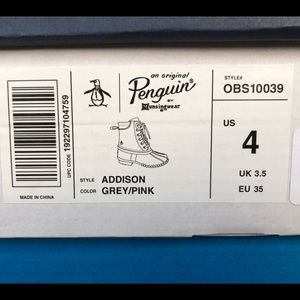 UPC CODE 192297104759
MADE IN CHINA
an original
Penguin
BY
Munsingwear
STYLE ADDISON
COLOR GREY/PINK
STYLE#
OBS10039
US
4
UK 3.5
EU 35